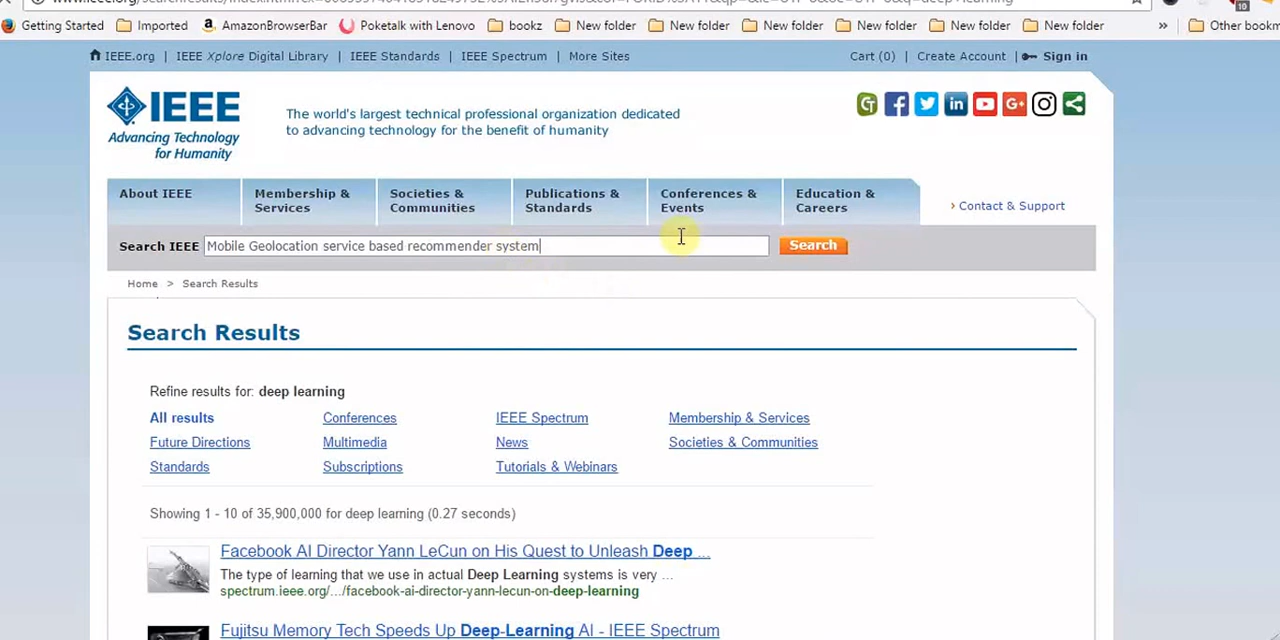 Getting Started Imported AmazonBrowserBar Poketalk with Lenovo bookz New folder New folder New folder New folder New folder New folder » Other bookm
IEEE.org | IEEE Xplore Digital Library | IEEE Standards | IEEE Spectrum | More Sites Cart (0) | Create Account | Sign in
IEEE
Advancing Technology
for Humanity
The world's largest technical professional organization dedicated
to advancing technology for the benefit of humanity
About IEEE
Membership &
Services
Societies &
Communities
Publications &
Standards
Conferences &
Events
Education &
Careers
› Contact & Support
Search IEEE Mobile Geolocation service based recommender system Search
Home > Search Results
Search Results
Refine results for: deep learning
All results Conferences IEEE Spectrum Membership & Services
Future Directions Multimedia News Societies & Communities
Standards Subscriptions Tutorials & Webinars
Showing 1 - 10 of 35,900,000 for deep learning (0.27 seconds)
Facebook AI Director Yann LeCun on His Quest to Unleash Deep ...
The type of learning that we use in actual Deep Learning systems is very ...
spectrum.ieee.org/.../facebook-ai-director-yann-lecun-on-deep-learning
Fujitsu Memory Tech Speeds Up Deep-Learning AI - IEEE Spectrum